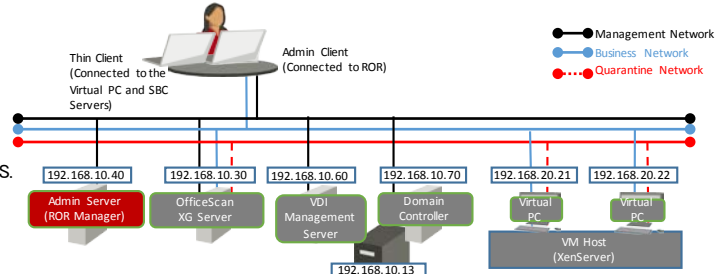 Thin Client
(Connected to the
Virtual PC and SBC
Servers)
Admin Client
(Connected to ROR)
Management Network
Business Network
Quarantine Network
s.
192.168.10.40
192.168.10.30
192.168.10.60
192.168.10.70
192.168.20.21
192.168.20.22
Admin Server
(ROR Manager)
OfficeScan
XG Server
VDI
Management
Server
Domain
Controller
Virtual
PC
Virtual
PC
VM Host
(XenServer)
192.168.10.13